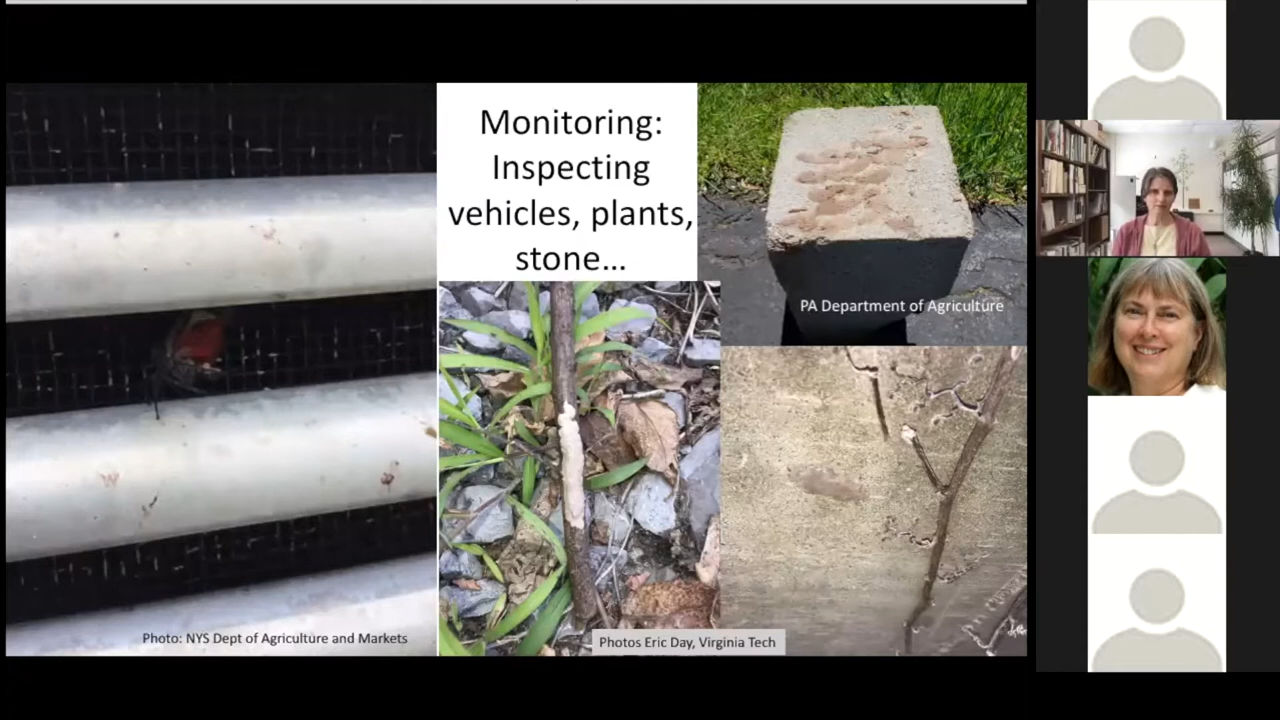 Monitoring:
Inspecting
vehicles, plants,
stone…
PA Department of Agriculture
Photo: NYS Dept of Agriculture and Markets
Photos Eric Day, Virginia Tech